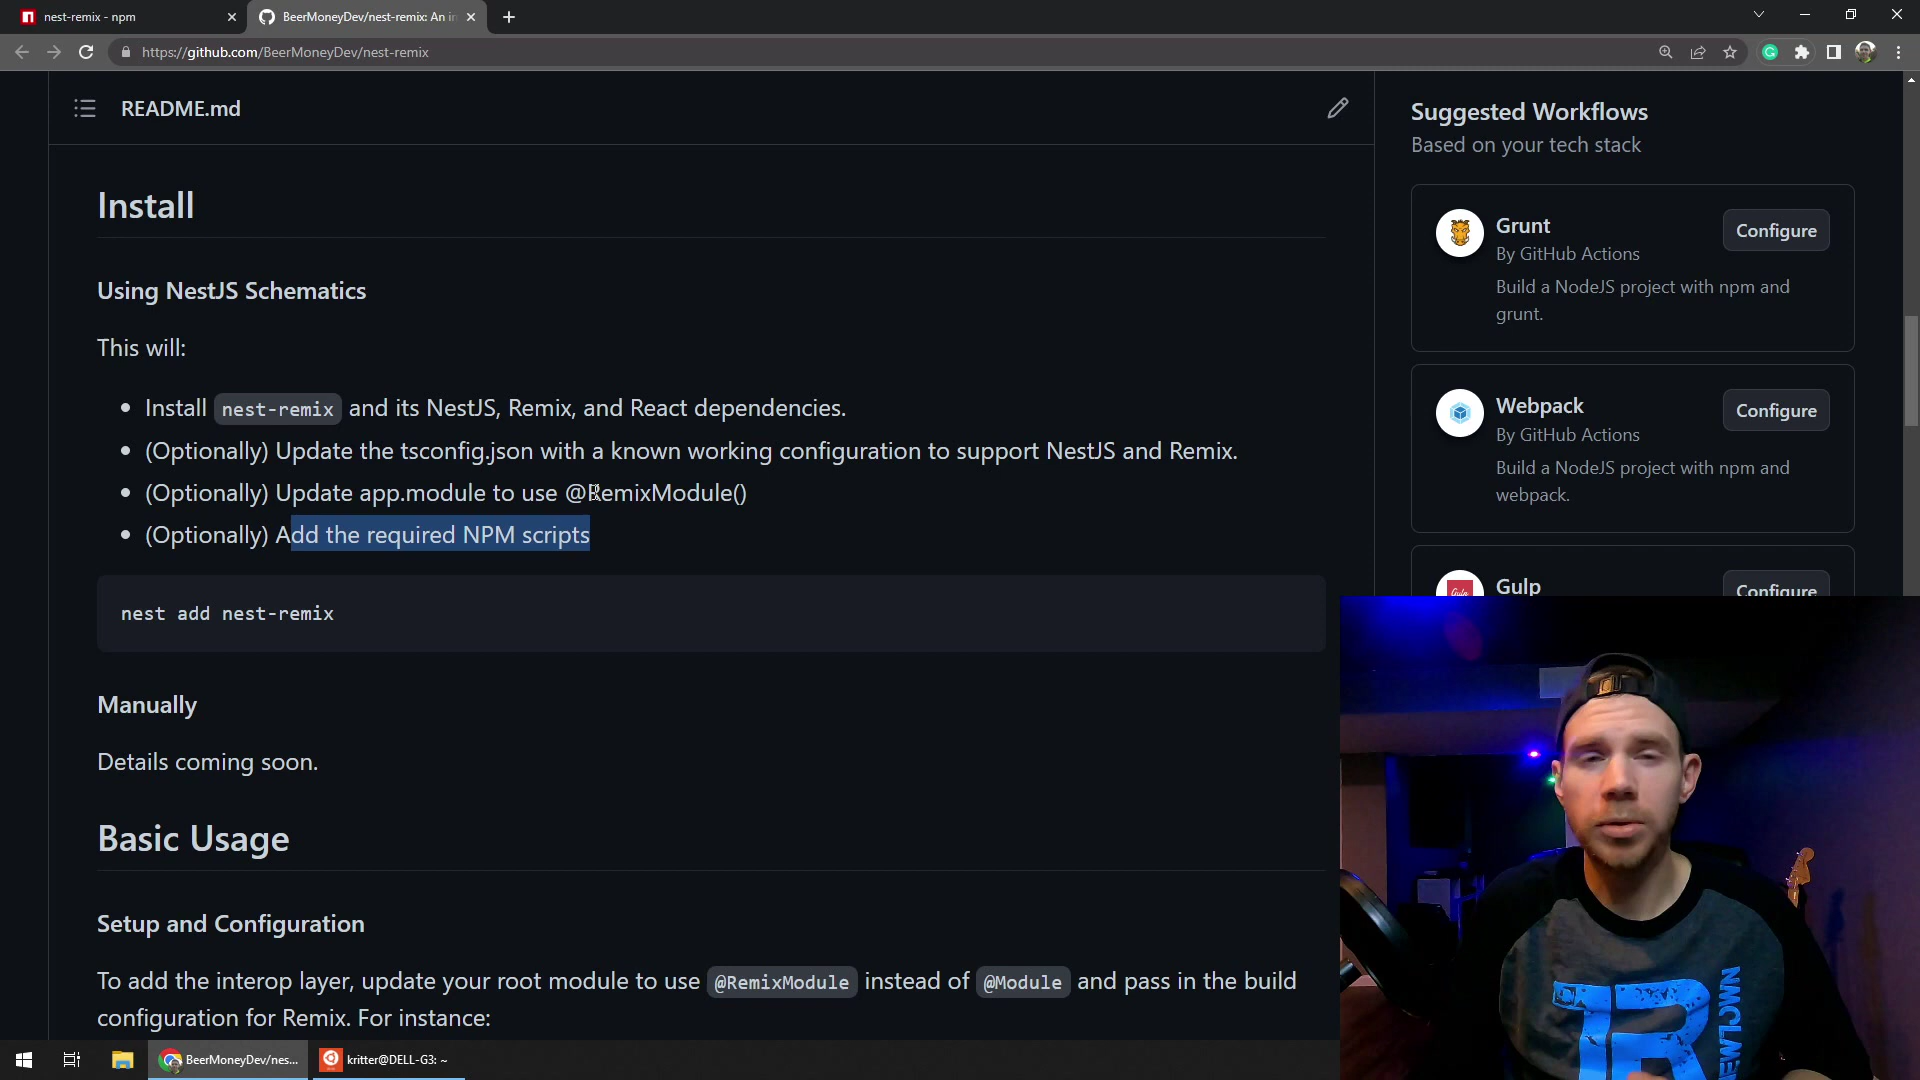 nest-remix - npm
BeerMoneyDev/nest-remix: An in
https://github.com/BeerMoneyDev/nest-remix
README.md
Install
Using NestJS Schematics
This will:
Install nest-remix and its NestJS, Remix, and React dependencies.
(Optionally) Update the tsconfig.json with a known working configuration to support NestJS and Remix.
(Optionally) Update app.module to use @RemixModule()
(Optionally) Add the required NPM scripts
nest add nest-remix
Manually
Details coming soon.
Basic Usage
Setup and Configuration
To add the interop layer, update your root module to use @RemixModule instead of @Module and pass in the build
configuration for Remix. For instance:
Suggested Workflows
Based on your tech stack
Grunt
Configure
By GitHub Actions
Build a NodeJS project with npm and
grunt.
Webpack
Configure
By GitHub Actions
Build a NodeJS project with npm and
webpack.
Gulp
Configure
BeerMoneyDev/nes...
kritter@DELL-G3: ~